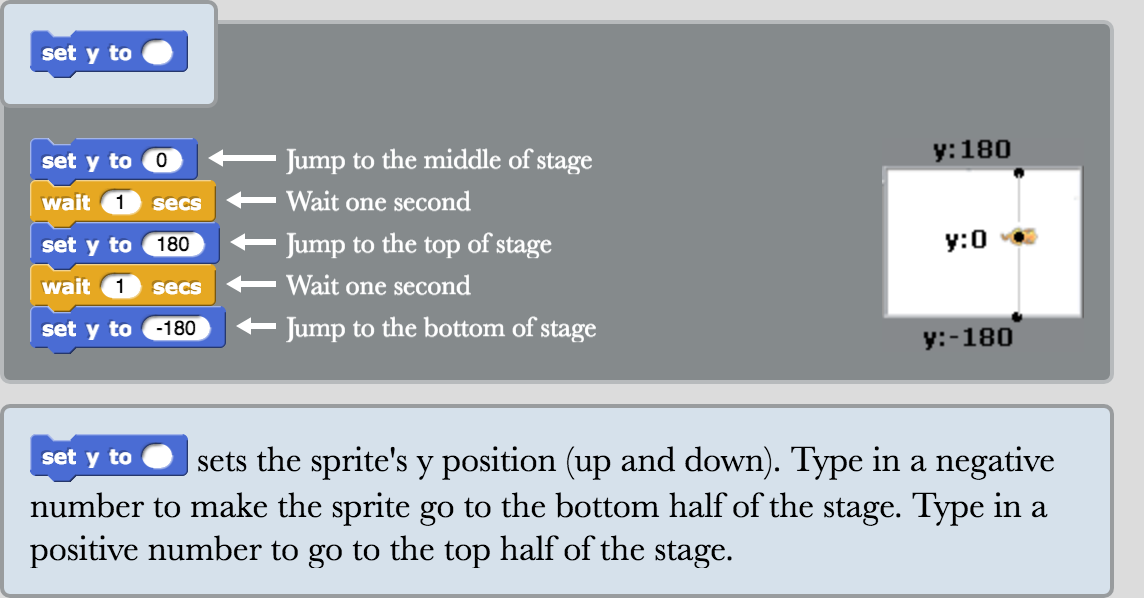 set y to
set y to 0 Jump to the middle of stage
wait 1 secs Wait one second
set y to 180 Jump to the top of stage
wait 1 secs Wait one second
set y to -180 Jump to the bottom of stage
y:180
y:0
y:-180
set y to sets the sprite's y position (up and down). Type in a negative
number to make the sprite go to the bottom half of the stage. Type in a
positive number to go to the top half of the stage.